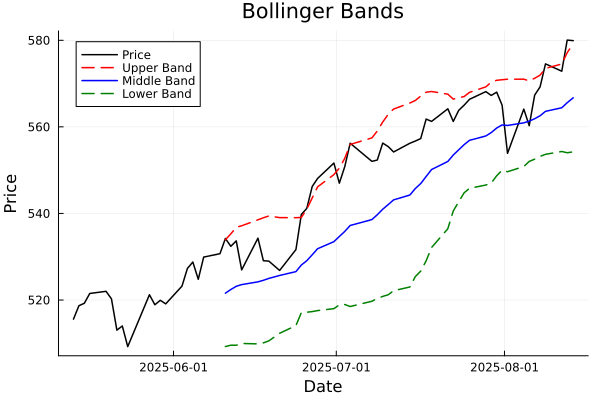 Bollinger Bands
580
560
540
520
Price
Price
Upper Band
Middle Band
Lower Band
2025-06-01
2025-07-01
2025-08-01
Date